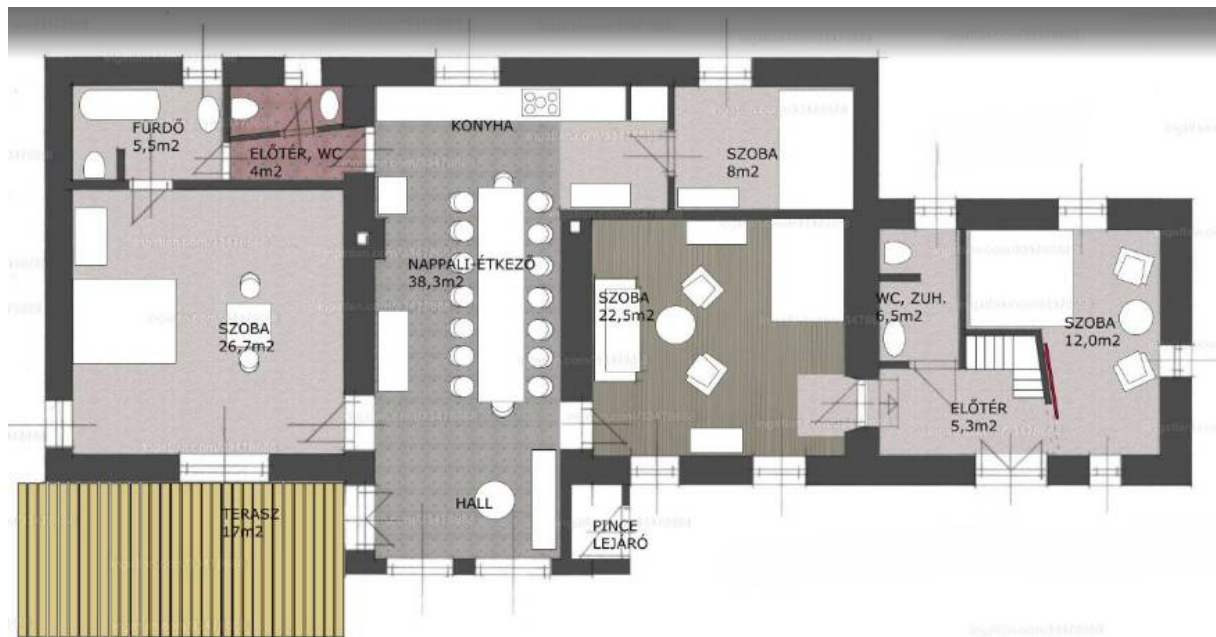 FÜRDŐ
5,5m2
ELŐTÉR, WC
4m2
KONYHA
SZOBA
8m2
SZOBA
26,7m2
NAPPALI-ÉTKEZŐ
38,3m2
SZOBA
22,5m2
WC, ZUH.
6,5m2
SZOBA
12,0m2
ELŐTÉR
5,3m2
TERASZ
17m2
HALL
PINCE
LEJÁRÓ